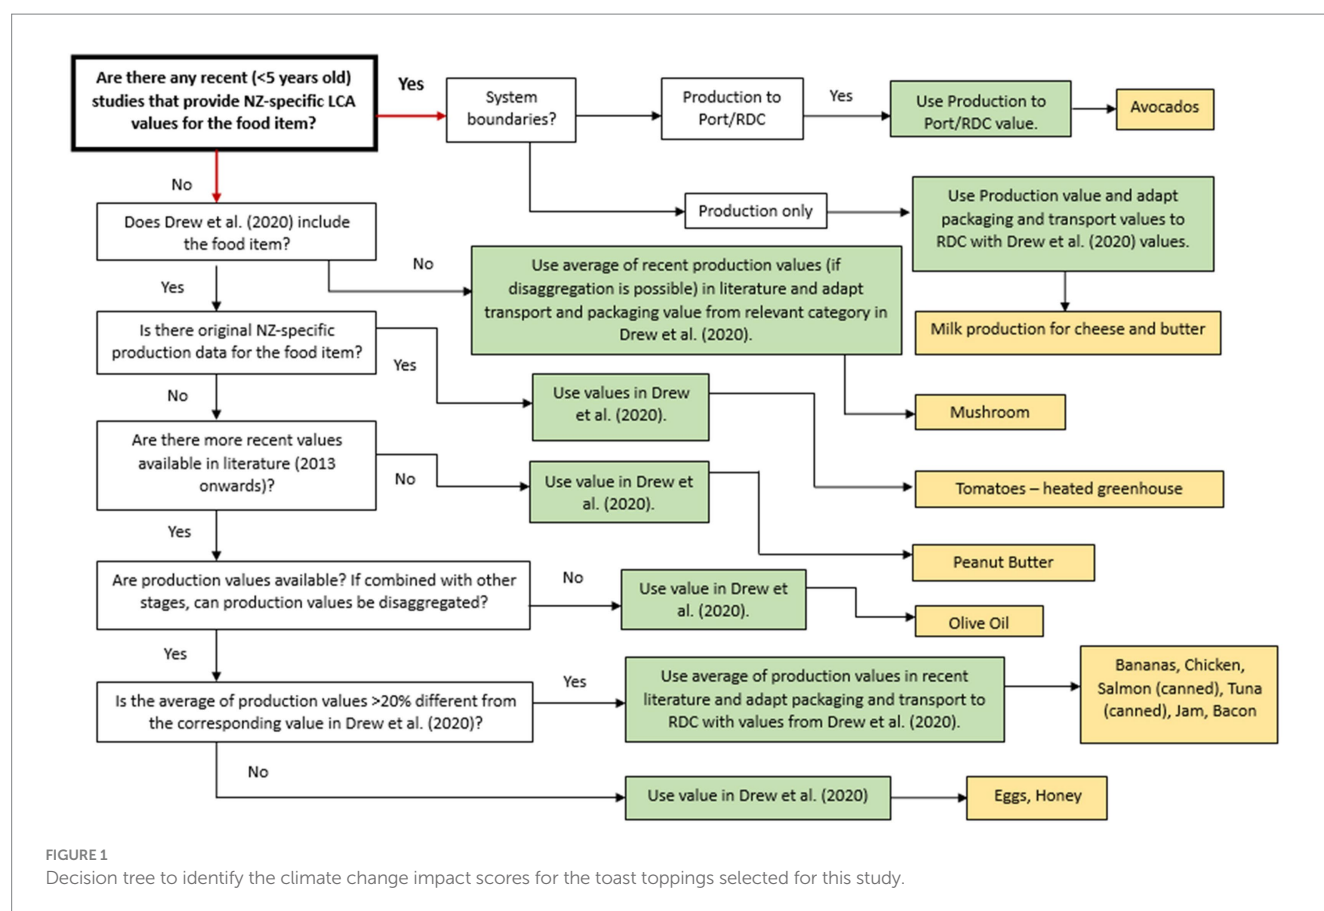 Are there any recent (<5 years old)
studies that provide NZ-specific LCA
values for the food item?
Yes
System
boundaries?
Production to
Port/RDC
Yes
Use Production to
Port/RDC value.
Avocados
No
Production only
Use Production value and adapt
packaging and transport values to
RDC with Drew et al. (2020) values.
Milk production for cheese and butter
Does Drew et al. (2020) include
the food item?
No
Use average of recent production values (if
disaggregation is possible) in literature and adapt
transport and packaging value from relevant category in
Drew et al. (2020).
Mushroom
Yes
Is there original NZ-specific
production data for the food item?
Yes
Use values in Drew
et al. (2020).
Tomatoes – heated greenhouse
No
Are there more recent values
available in literature (2013
onwards)?
No
Use value in Drew et
al. (2020).
Peanut Butter
Yes
Are production values available? If combined with other
stages, can production values be disaggregated?
No
Use value in Drew et
al. (2020).
Olive Oil
Yes
Is the average of production values >20% different from
the corresponding value in Drew et al. (2020)?
Yes
Use average of production values in recent
literature and adapt packaging and transport to
RDC with values from Drew et al. (2020).
Bananas, Chicken,
Salmon (canned), Tuna
(canned), Jam, Bacon
No
Use value in Drew et al. (2020)
Eggs, Honey
FIGURE 1
Decision tree to identify the climate change impact scores for the toast toppings selected for this study.